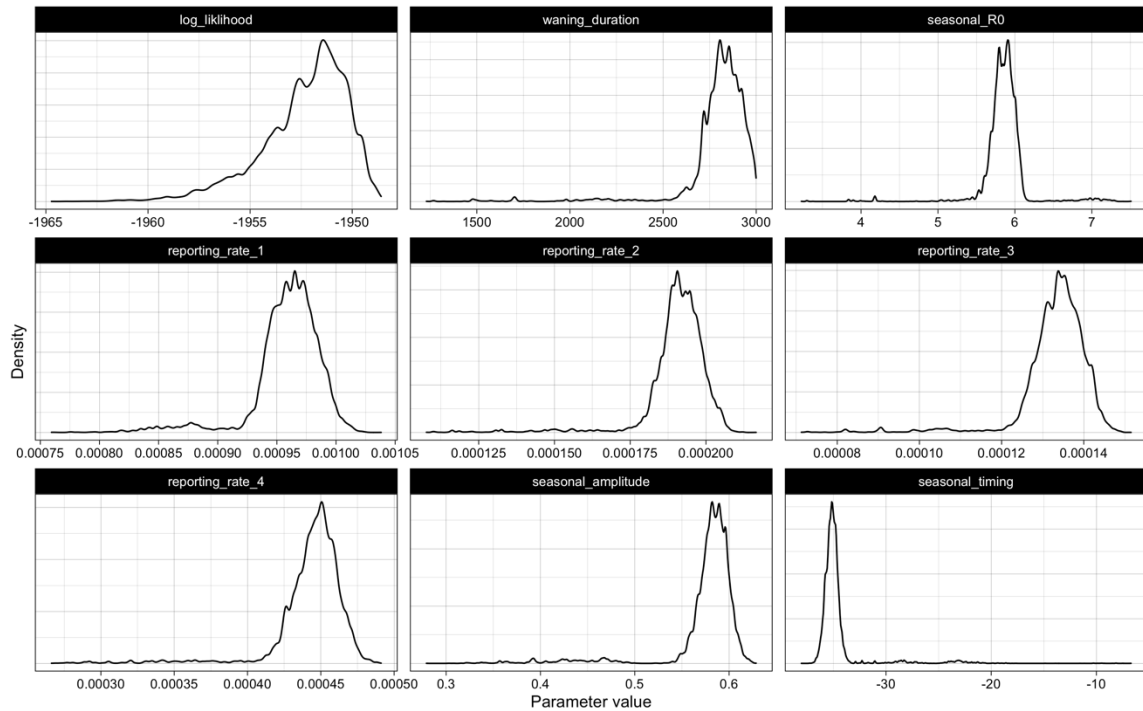 log_liklihood
waning_duration
seasonal_R0
-1965 -1960 -1955 -1950
1500 2000 2500 3000
4 5 6 7
reporting_rate_1
reporting_rate_2
reporting_rate_3
0.00075 0.00080 0.00085 0.00090 0.00095 0.00100 0.00105
0.000125 0.000150 0.000175 0.000200
0.00008 0.00010 0.00012 0.00014
reporting_rate_4
seasonal_amplitude
seasonal_timing
0.00030 0.00035 0.00040 0.00045 0.00050
0.3 0.4 0.5 0.6
-30 -20 -10
Density
Parameter value